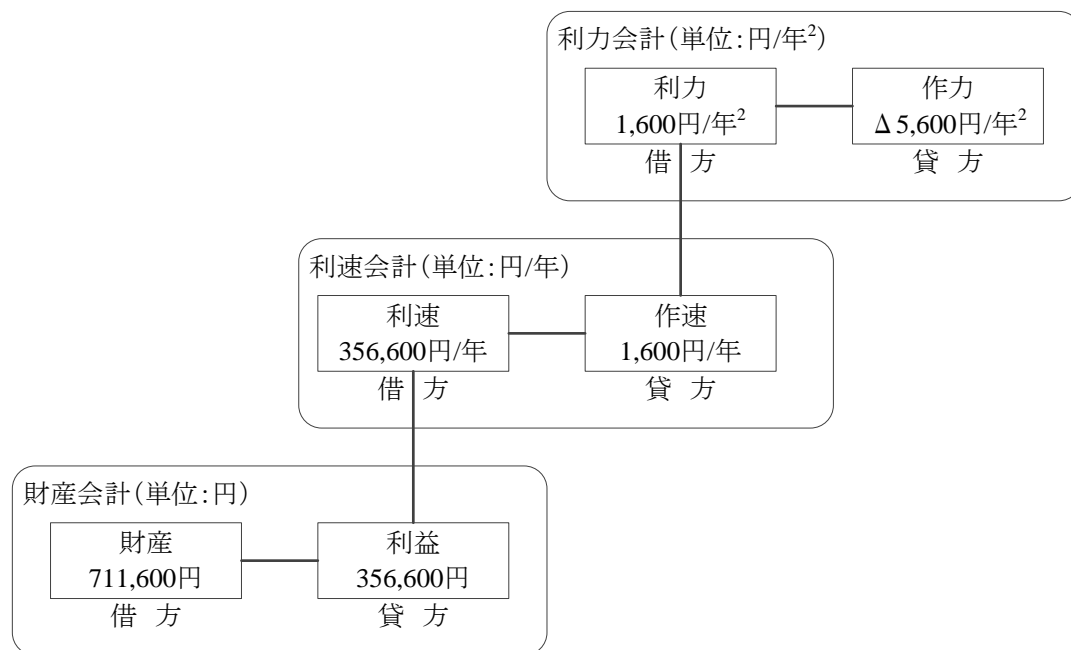 利力会計(単位:円/年²)
利力
1,600円/年²
借 方
作力
Δ5,600円/年²
貸 方
利速会計(単位:円/年)
利速
356,600円/年
借 方
作速
1,600円/年
貸 方
財産会計(単位:円)
財産
711,600円
借 方
利益
356,600円
貸 方